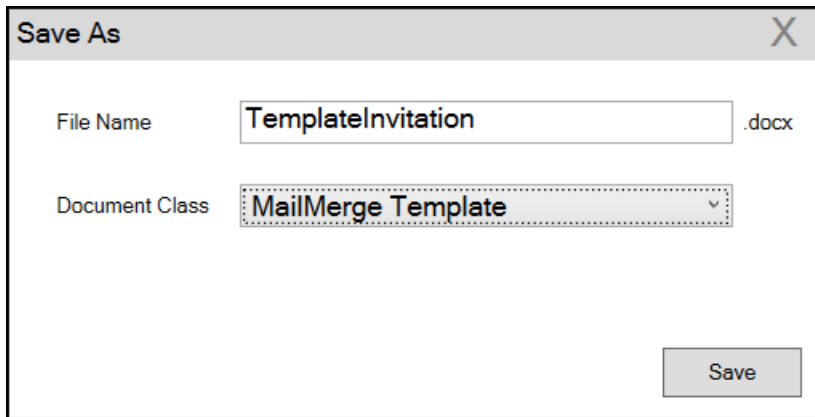 Save As X
File Name TemplateInvitation .docx
Document Class MailMerge Template
Save